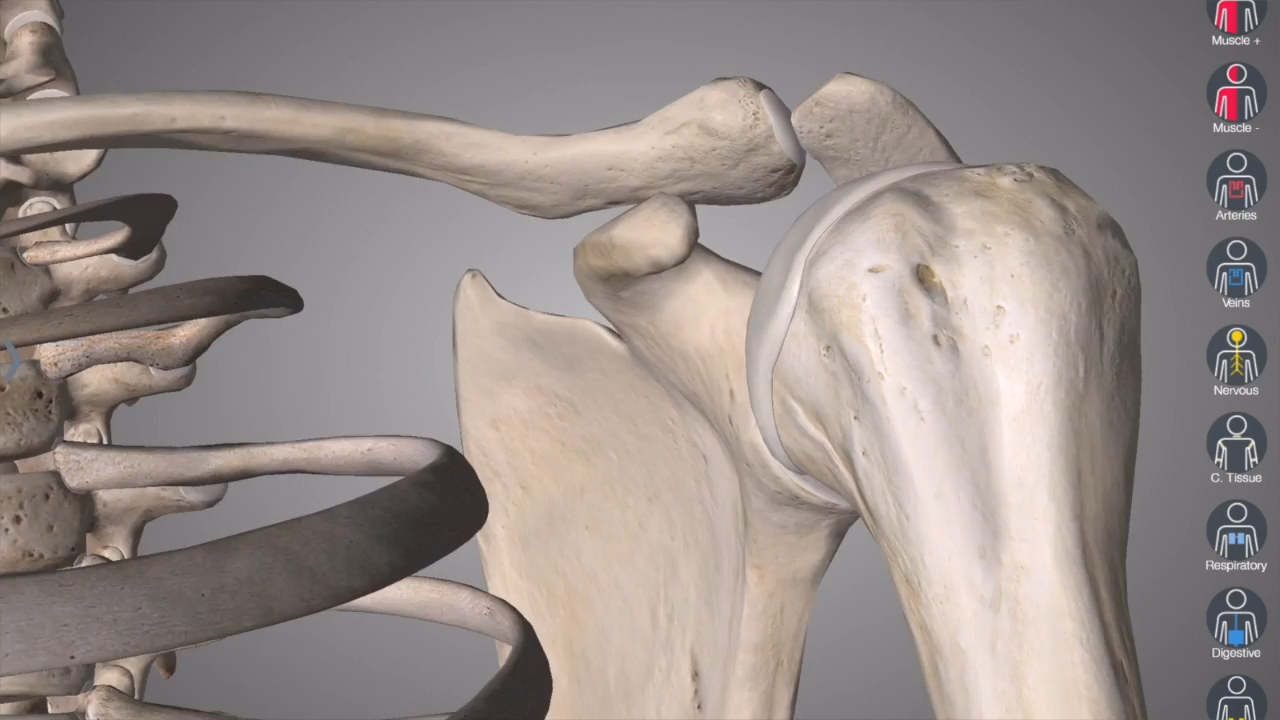 Muscle +
Muscle -
Arteries
Veins
Nervous
C. Tissue
Respiratory
Digestive